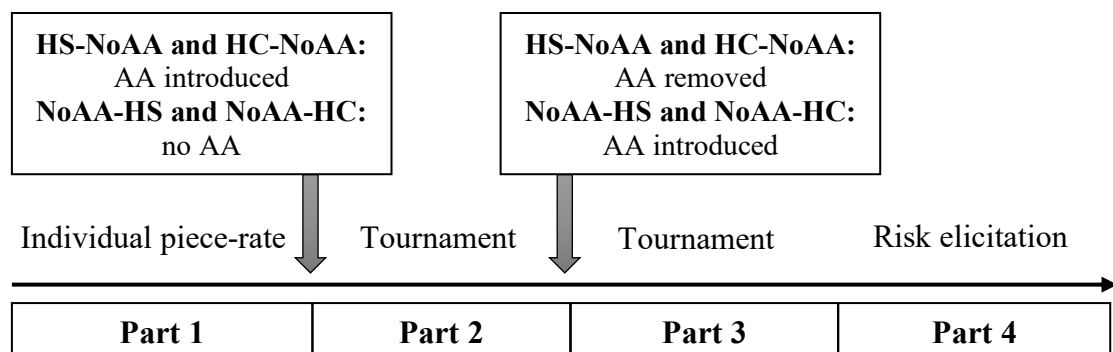 HS-NoAA and HC-NoAA:
AA introduced
NoAA-HS and NoAA-HC:
no AA
HS-NoAA and HC-NoAA:
AA removed
NoAA-HS and NoAA-HC:
AA introduced
Individual piece-rate
Tournament
Tournament
Risk elicitation
Part 1
Part 2
Part 3
Part 4